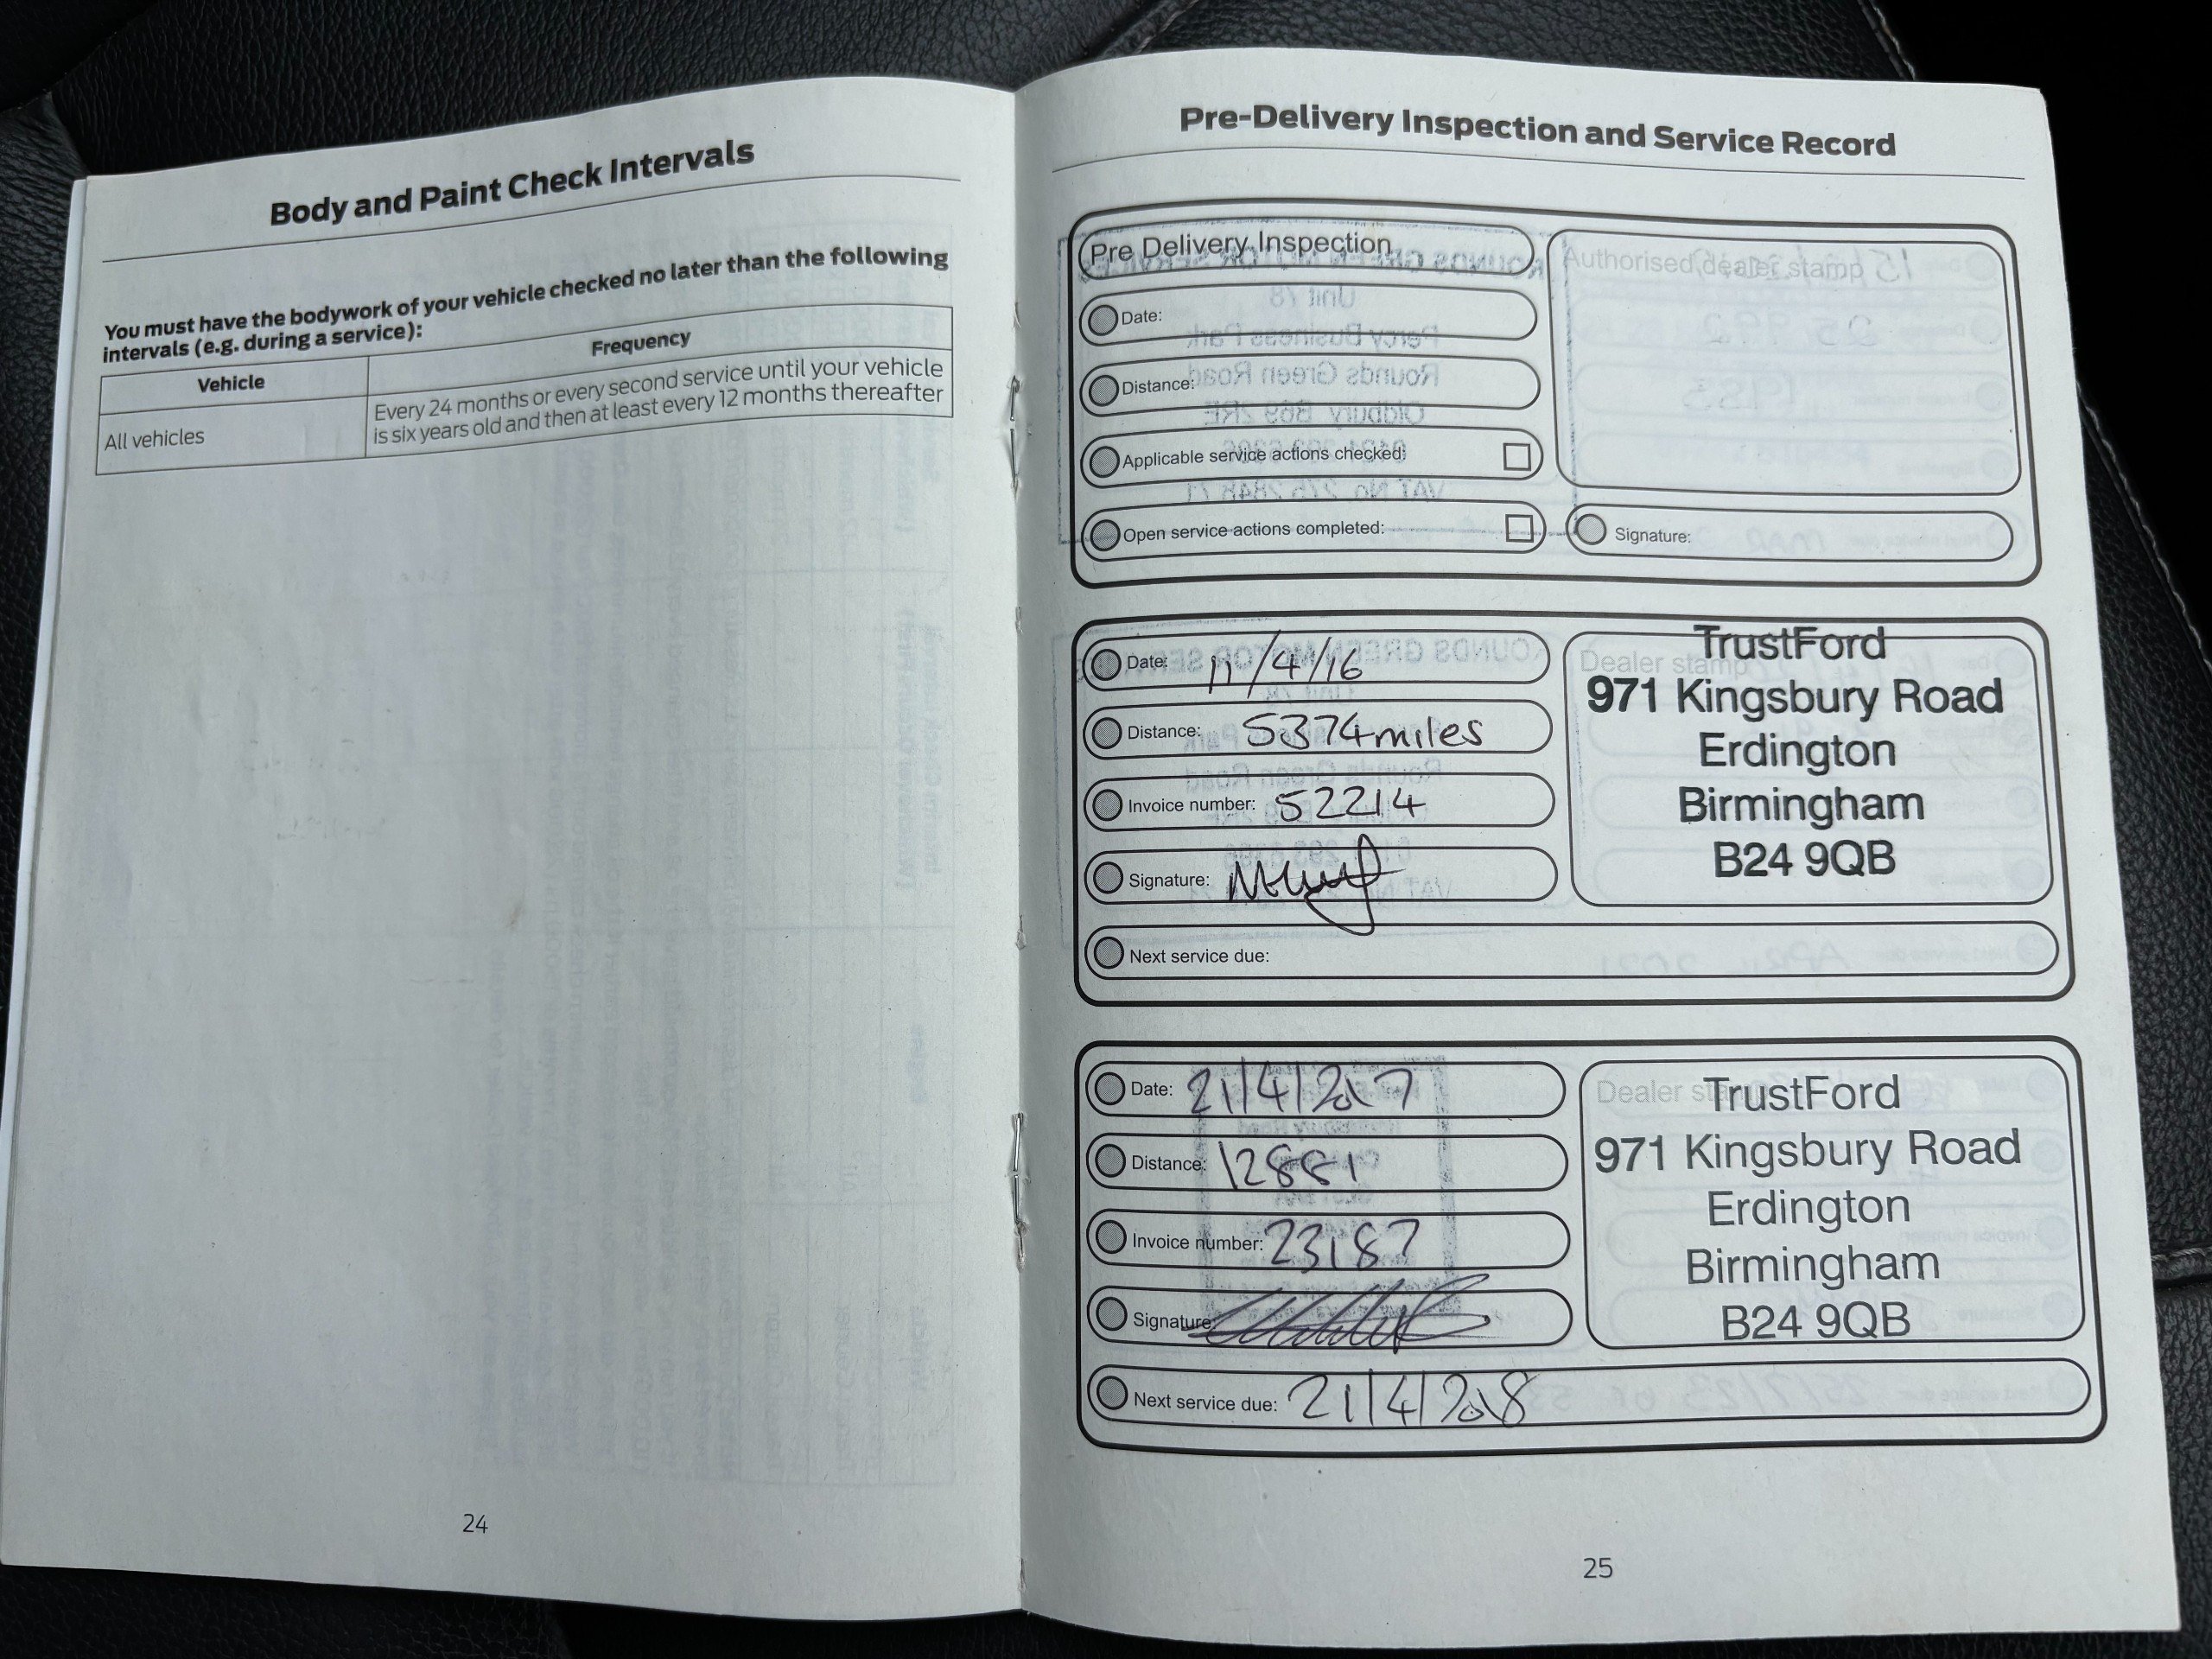 Body and Paint Check Intervals
You must have the bodywork of your vehicle checked no later than the following
intervals (e.g. during a service):
Vehicle
Frequency
All vehicles
Every 24 months or every second service until your vehicle
is six years old and then at least every 12 months thereafter
24
Pre-Delivery Inspection and Service Record
Pre Delivery Inspection
Authorised dealer stamp
Date:
Distance:
Applicable service actions checked:
Open service actions completed:
Signature:
Date: 11/4/16
Distance: 5374miles
Invoice number: 52214
Signature:
Next service due:
Dealer stamp
TrustFord
971 Kingsbury Road
Erdington
Birmingham
B24 9QB
Date: 21/4/2017
Distance: 12881
Invoice number: 23187
Signature:
Next service due: 21/4/2018
Dealer stamp
TrustFord
971 Kingsbury Road
Erdington
Birmingham
B24 9QB
25